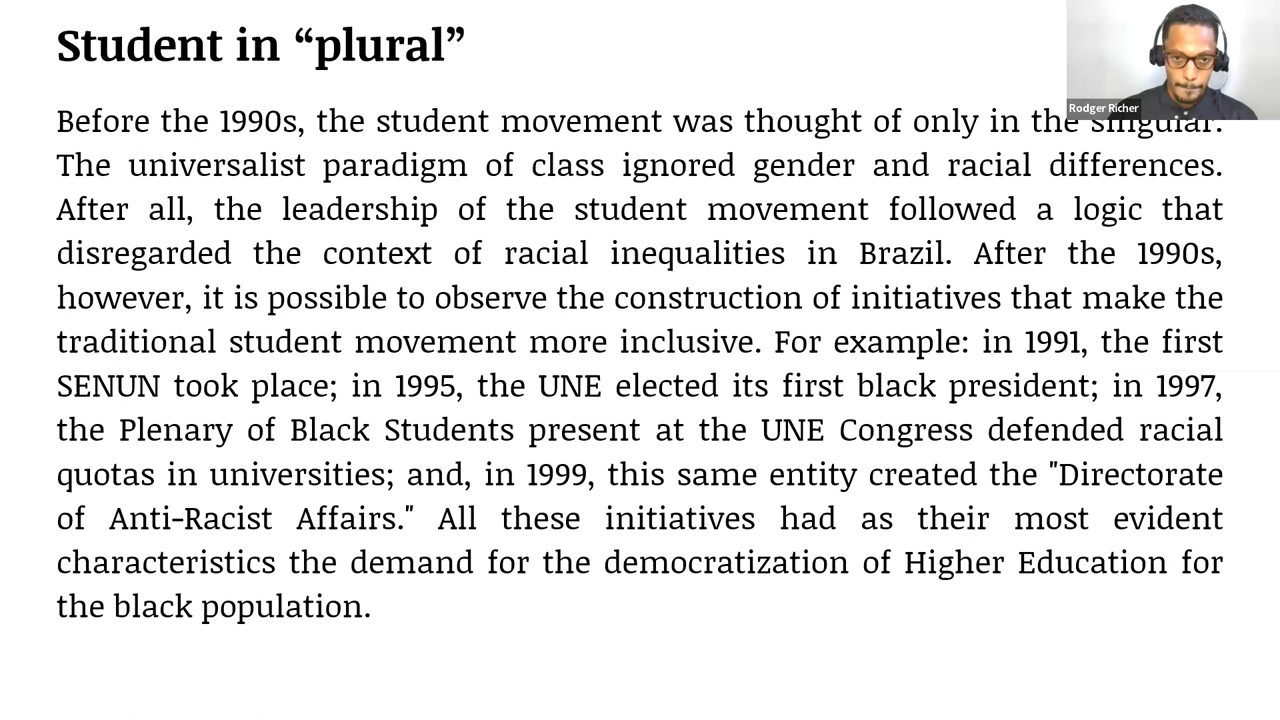 Student in “plural”
Rodger Richer
Before the 1990s, the student movement was thought of only in the singular.
The universalist paradigm of class ignored gender and racial differences.
After all, the leadership of the student movement followed a logic that
disregarded the context of racial inequalities in Brazil. After the 1990s,
however, it is possible to observe the construction of initiatives that make the
traditional student movement more inclusive. For example: in 1991, the first
SENUN took place; in 1995, the UNE elected its first black president; in 1997,
the Plenary of Black Students present at the UNE Congress defended racial
quotas in universities; and, in 1999, this same entity created the "Directorate
of Anti-Racist Affairs." All these initiatives had as their most evident
characteristics the demand for the democratization of Higher Education for
the black population.